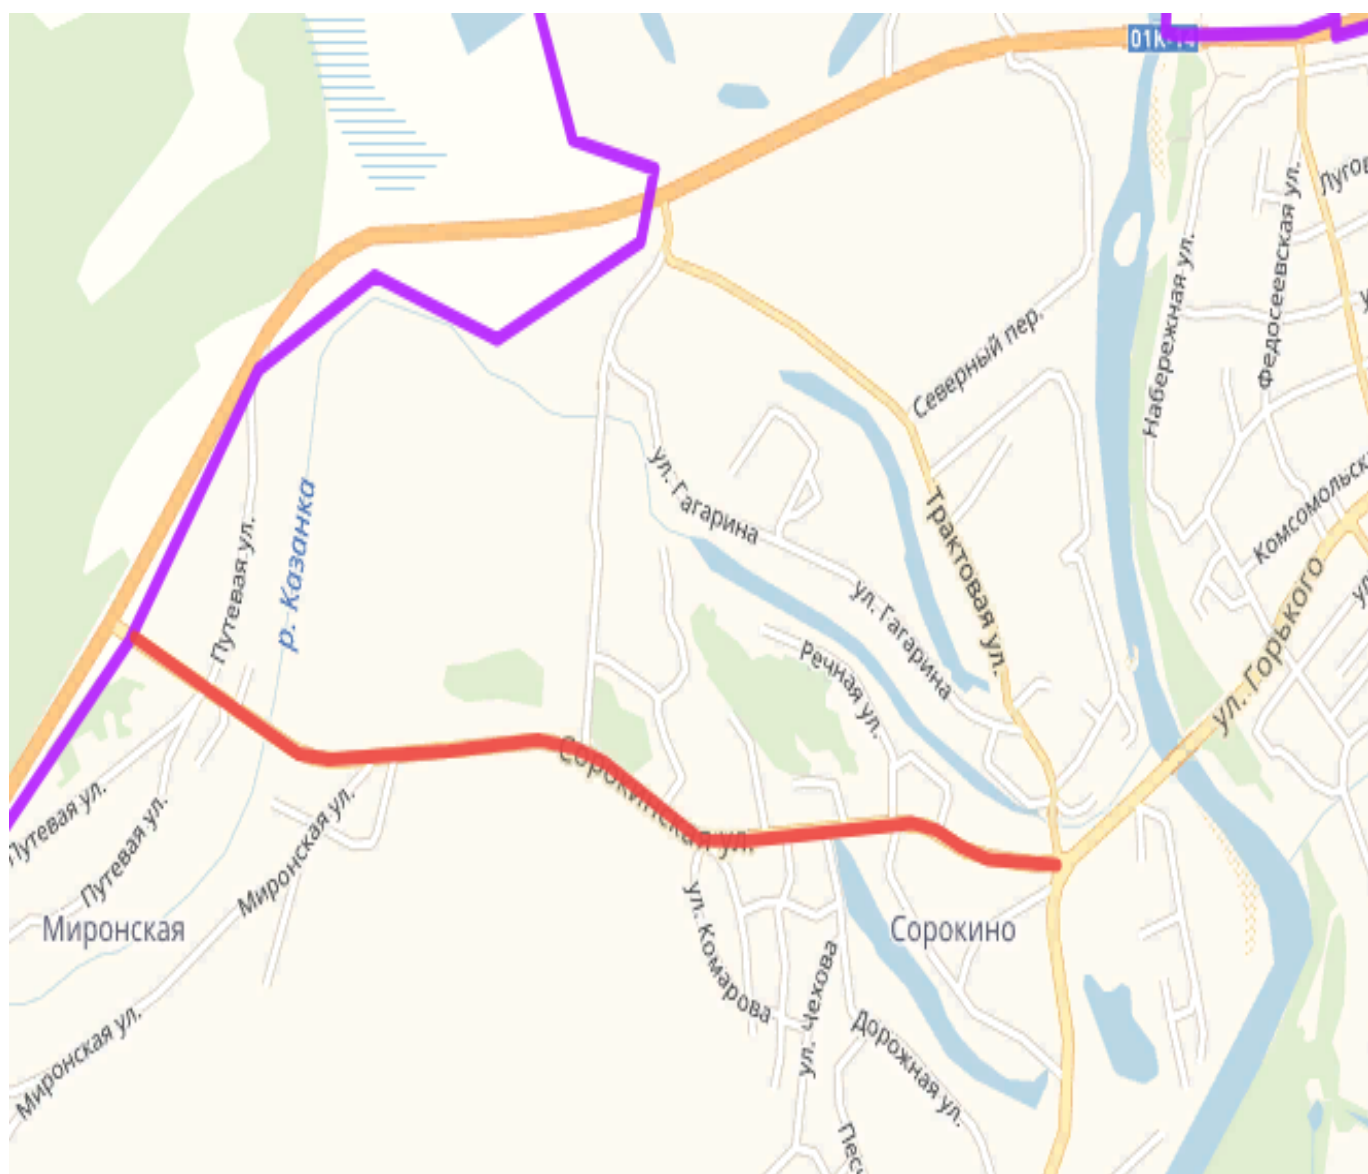 01К-14
Лугов
Федосеевская ул.
Набережная ул.
Северный пер.
ул. Гагарина
Комсомольск
р. Казанка
Путевая ул.
Трактовая ул.
ул. Гагарина
ул. Горького
Речная ул.
Сорокинская ул.
Путевая ул.
Путевая ул.
Миронская ул.
ул. Комарова
Миронская
Сорокино
ул. Чехова
Миронская ул.
Дорожная ул.
Песо